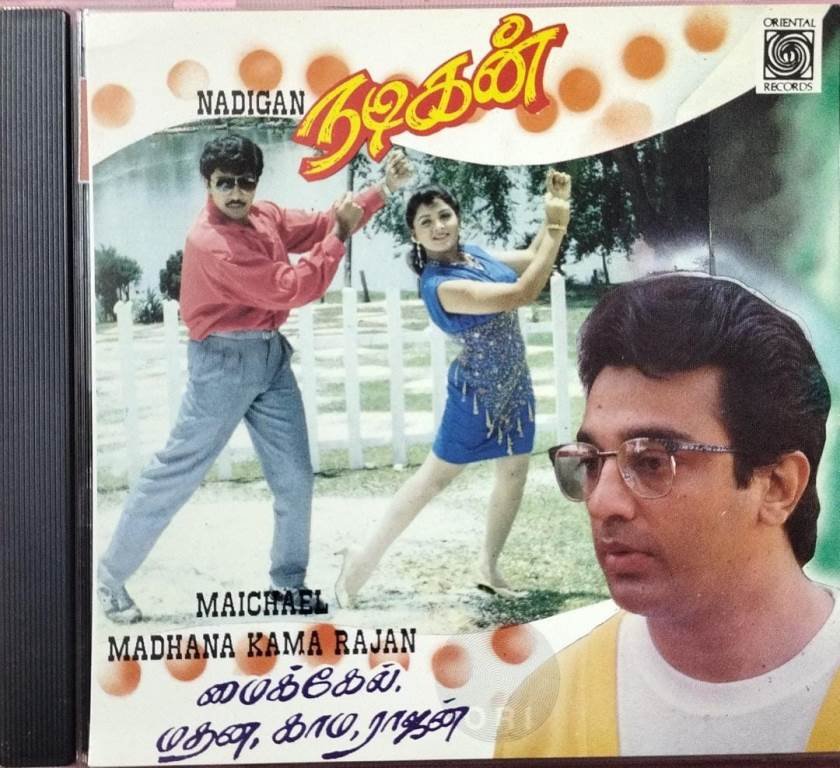 ORIENTAL
RECORDS
NADIGAN
நடிகன்
MAICHAEL
MADHANA KAMA RAJAN
மைக்கேல்,
மதன, காம, ராஜன்